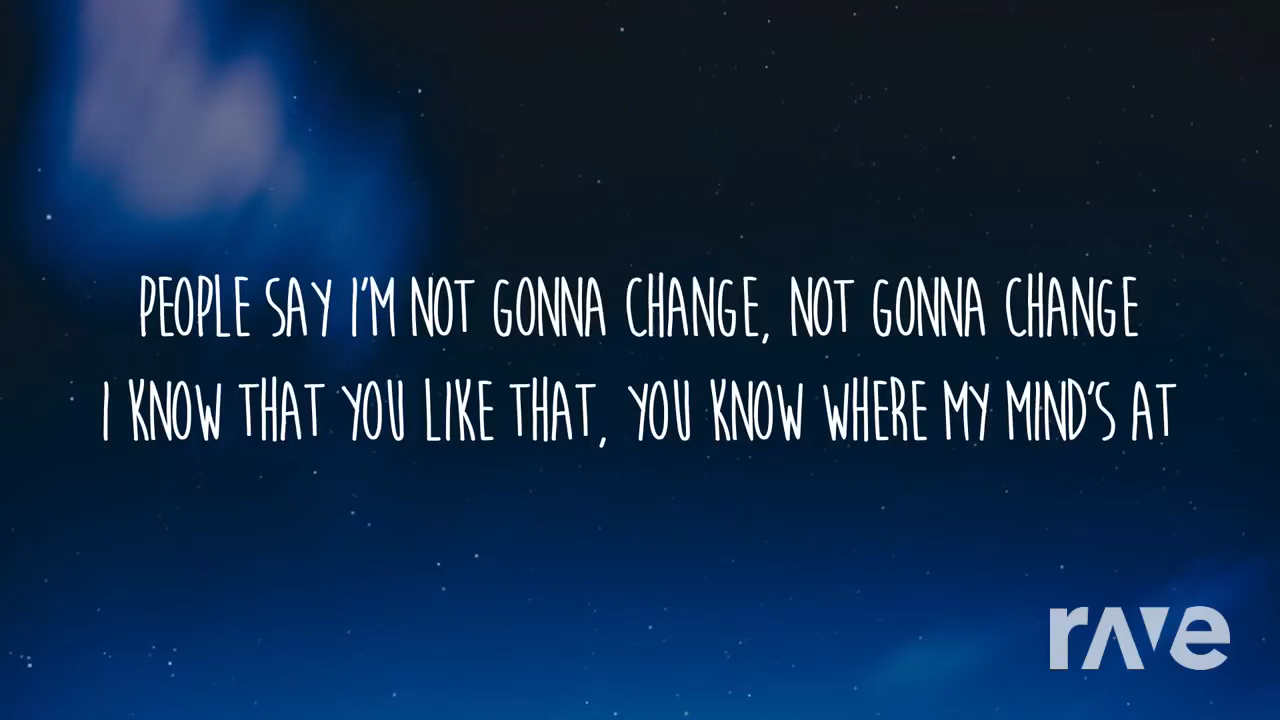 PEOPLE SAY I'M NOT GONNA CHANGE, NOT GONNA CHANGE
I KNOW THAT YOU LIKE THAT, YOU KNOW WHERE MY MIND'S AT
rave